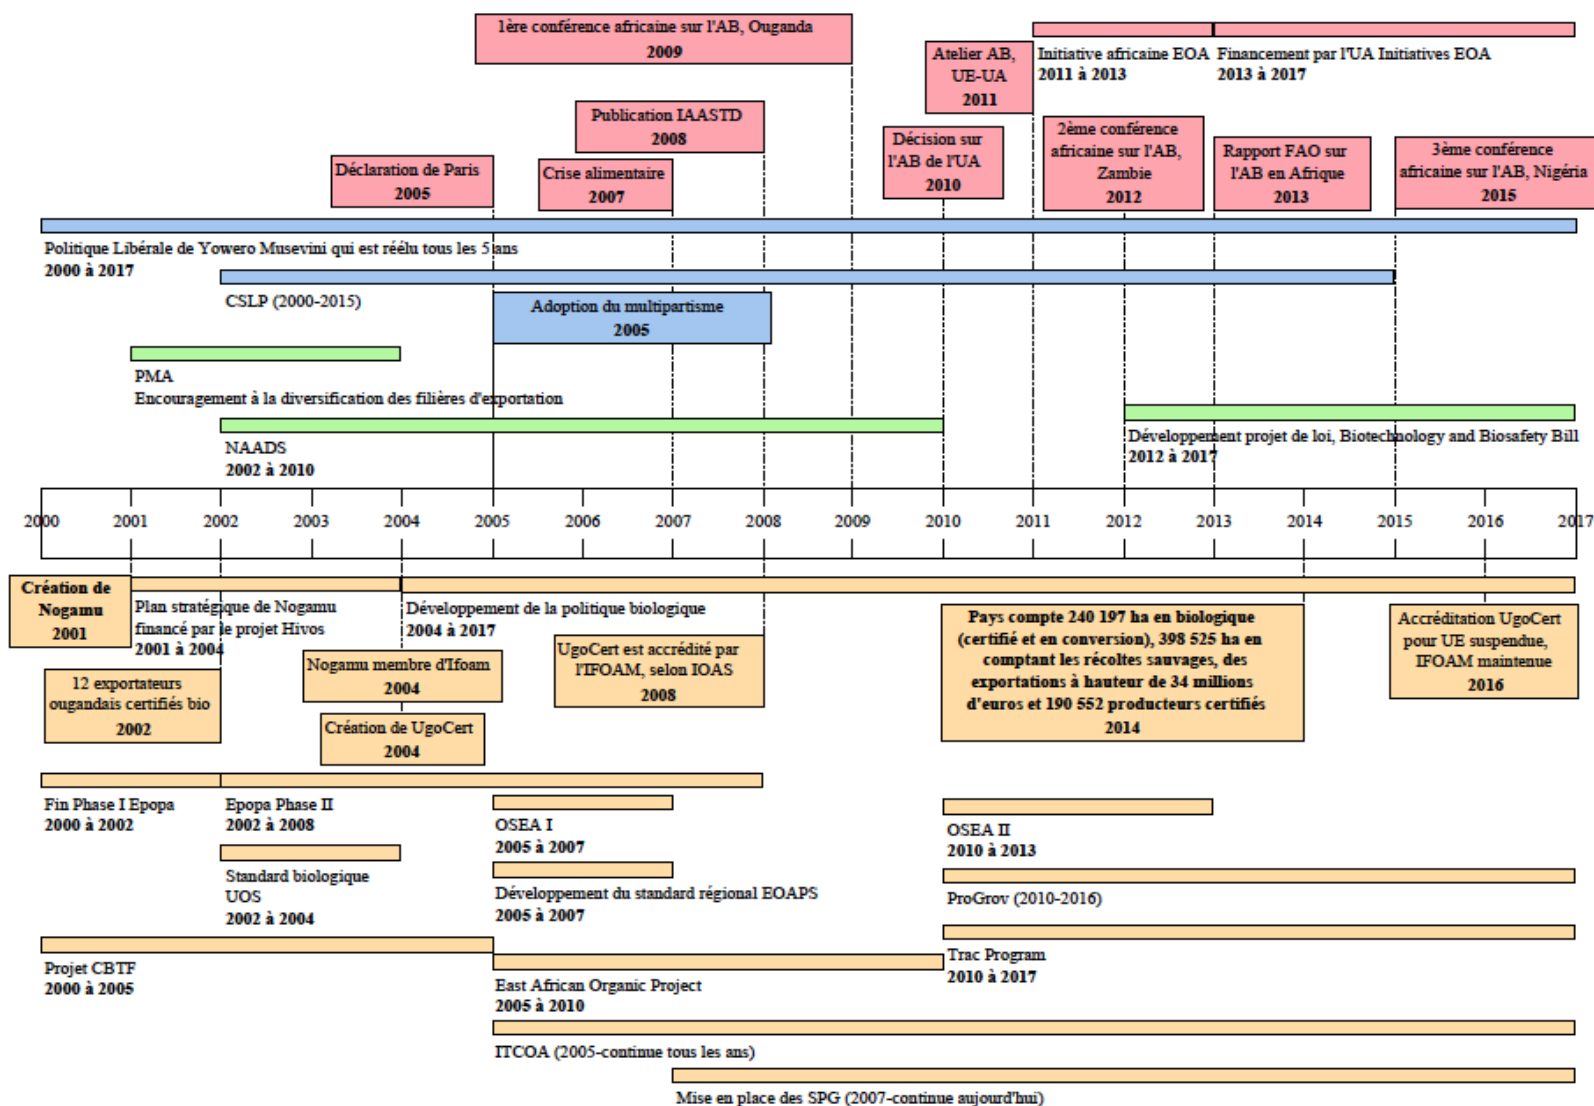 1ère conférence africaine sur l'AB, Ouganda
2009
Atelier AB,
UE-UA
2011
Initiative africaine EOA
2011 à 2013
Financement par l'UA Initiatives EOA
2013 à 2017
Publication IAASTD
2008
Déclaration de Paris
2005
Crise alimentaire
2007
Décision sur
l'AB de l'UA
2010
2ème conférence
africaine sur l'AB,
Zambie
2012
Rapport FAO sur
l'AB en Afrique
2013
3ème conférence
africaine sur l'AB, Nigéria
2015
Politique Libérale de Yowero Musevini qui est réélu tous les 5 ans
2000 à 2017
CSLP (2000-2015)
Adoption du multipartisme
2005
PMA
Encouragement à la diversification des filières d'exportation
NAADS
2002 à 2010
Développement projet de loi, Biotechnology and Biosafety Bill
2012 à 2017
2000 2001 2002 2003 2004 2005 2006 2007 2008 2009 2010 2011 2012 2013 2014 2015 2016 2017
Création de
Nogamu
2001
Plan stratégique de Nogamu
financé par le projet Hivos
2001 à 2004
Développement de la politique biologique
2004 à 2017
12 exportateurs
ougandais certifiés bio
2002
Nogamu membre d'Ifoam
2004
Création de UgoCert
2004
UgoCert est accrédité par
l'IFOAM, selon IOAS
2008
Pays compte 240 197 ha en biologique
(certifié et en conversion), 398 525 ha en
comptant les récoltes sauvages, des
exportations à hauteur de 34 millions
d'euros et 190 552 producteurs certifiés
2014
Accréditation UgoCert
pour UE suspendue,
IFOAM maintenue
2016
Fin Phase I Epopa
2000 à 2002
Epopa Phase II
2002 à 2008
OSEA I
2005 à 2007
OSEA II
2010 à 2013
Standard biologique
UOS
2002 à 2004
Développement du standard régional EOAPS
2005 à 2007
ProGrov (2010-2016)
Projet CBTF
2000 à 2005
East African Organic Project
2005 à 2010
Trac Program
2010 à 2017
ITCOA (2005-continue tous les ans)
Mise en place des SPG (2007-continue aujourd'hui)